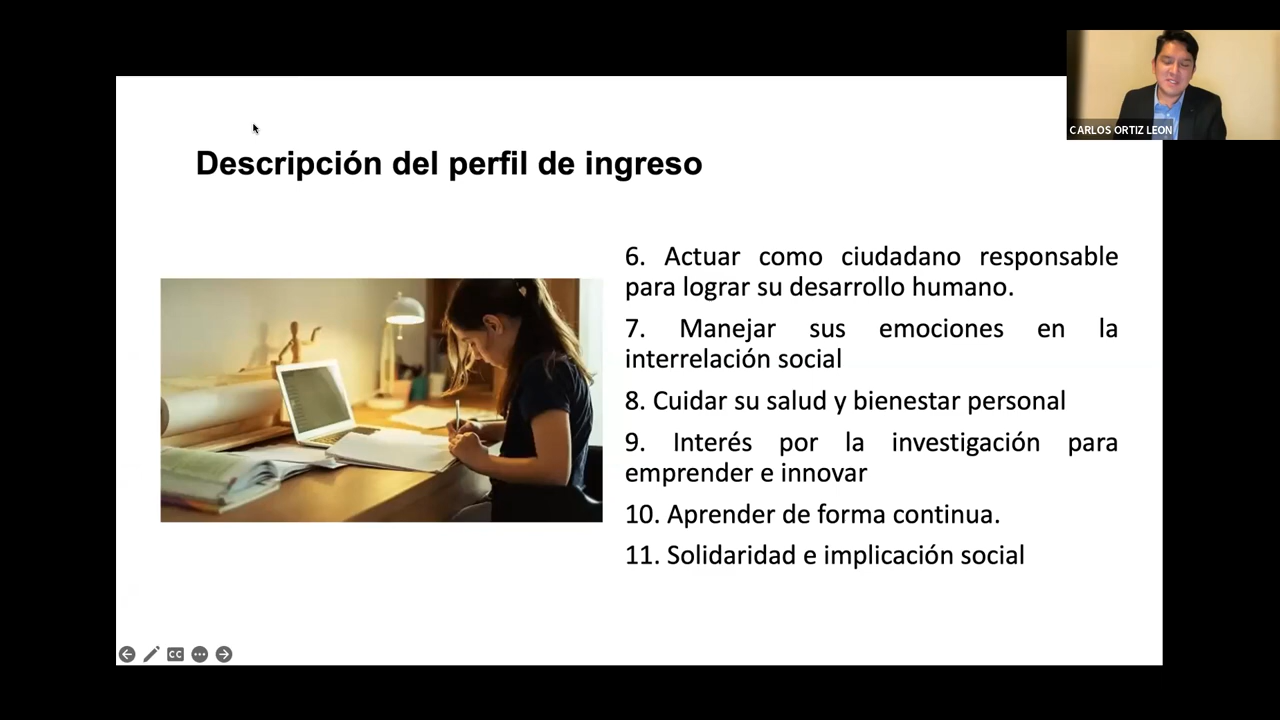 CARLOS ORTIZ LEON
Descripción del perfil de ingreso
6. Actuar como ciudadano responsable
para lograr su desarrollo humano.
7. Manejar sus emociones en la
interrelación social
8. Cuidar su salud y bienestar personal
9. Interés por la investigación para
emprender e innovar
10. Aprender de forma continua.
11. Solidaridad e implicación social
CC